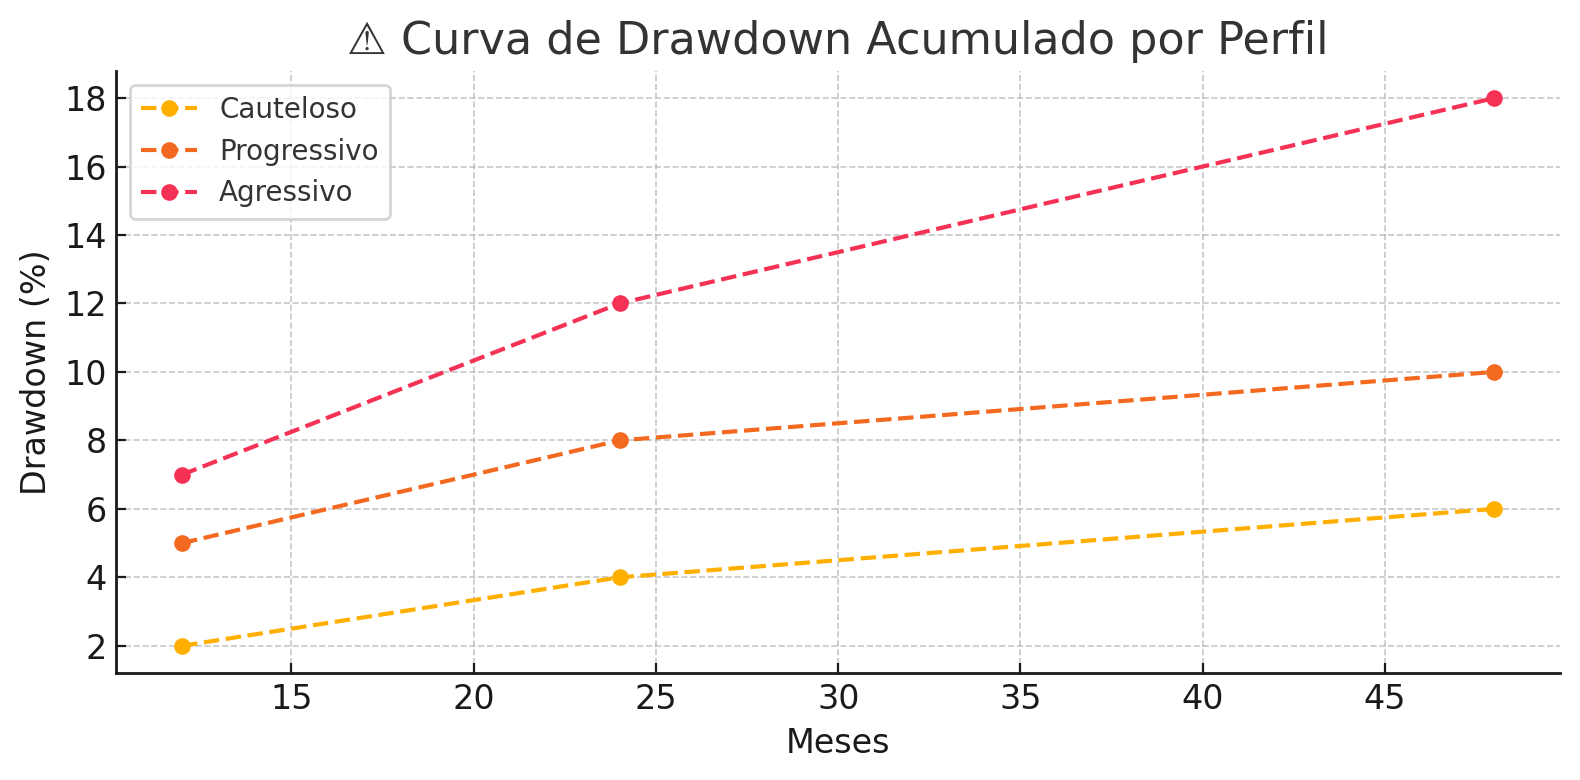 ⚠ Curva de Drawdown Acumulado por Perfil
Cauteloso
Progressivo
Agressivo
Drawdown (%)
18
16
14
12
10
8
6
4
2
15 20 25 30 35 40 45
Meses